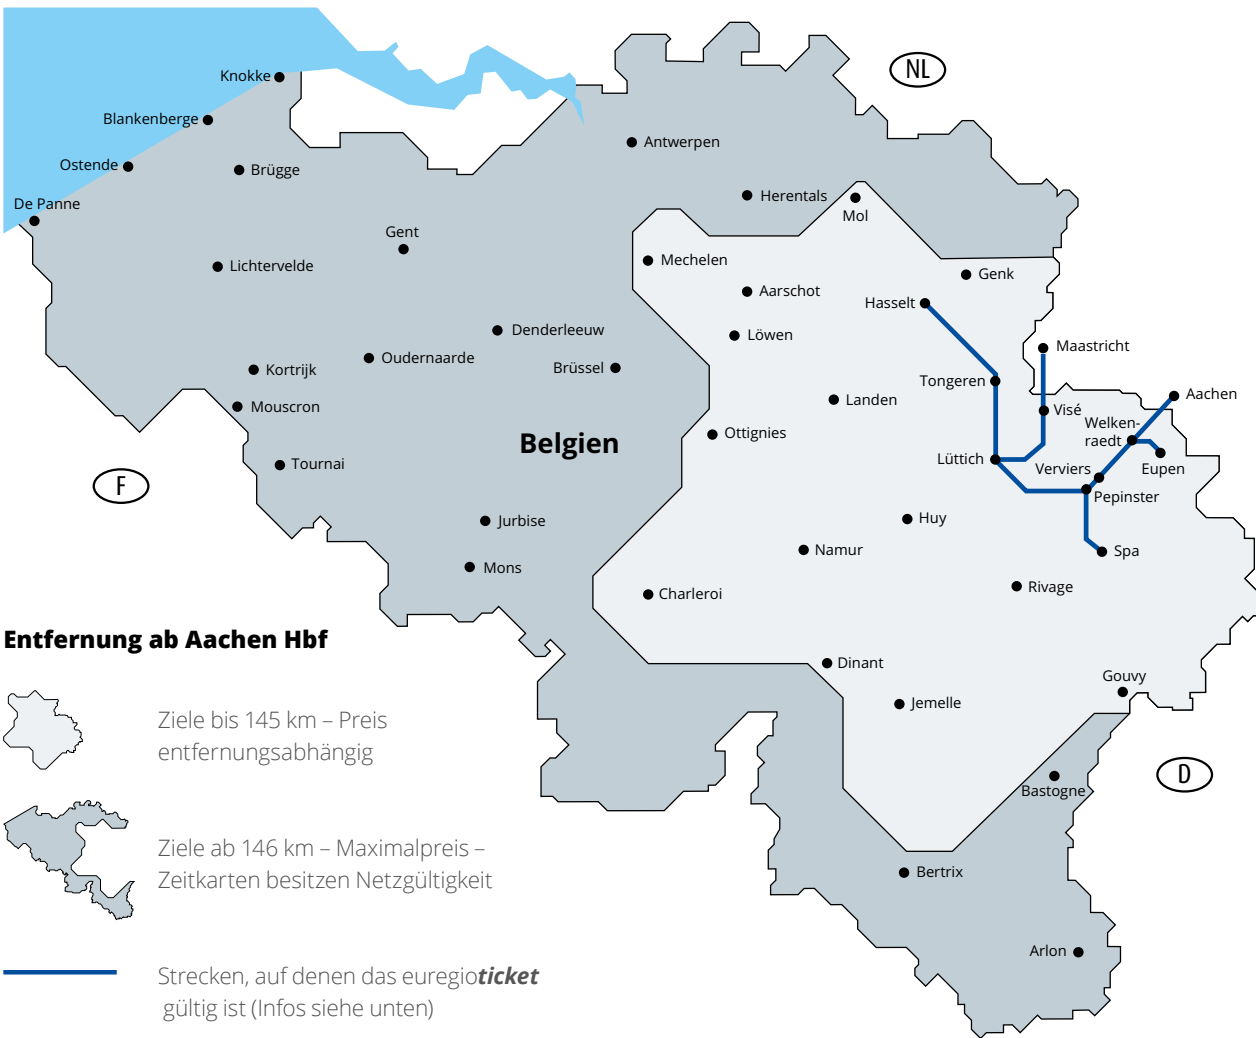 NL
Knokke
Blankenberge
Antwerpen
Ostende
Brügge
Herentals
De Panne
Mol
Gent
Mechelen
Lichtervelde
Genk
Aarschot
Hasselt
Denderleeuw
Löwen
Maastricht
Oudernaarde
Brüssel
Kortrijk
Tongeren
Aachen
Mouscron
Landen
Visé
Welken-
raedt
Ottignies
Belgien
Tournai
Lüttich
Verviers
Eupen
F
Pepinster
Jurbise
Huy
Namur
Spa
Mons
Charleroi
Rivage
Entfernung ab Aachen Hbf
Dinant
Gouvy
Jemelle
Ziele bis 145 km – Preis
entfernungsabhängig
D
Bastogne
Ziele ab 146 km – Maximalpreis –
Zeitkarten besitzen Netzgültigkeit
Bertrix
Arlon
Strecken, auf denen das euregioticket
gültig ist (Infos siehe unten)